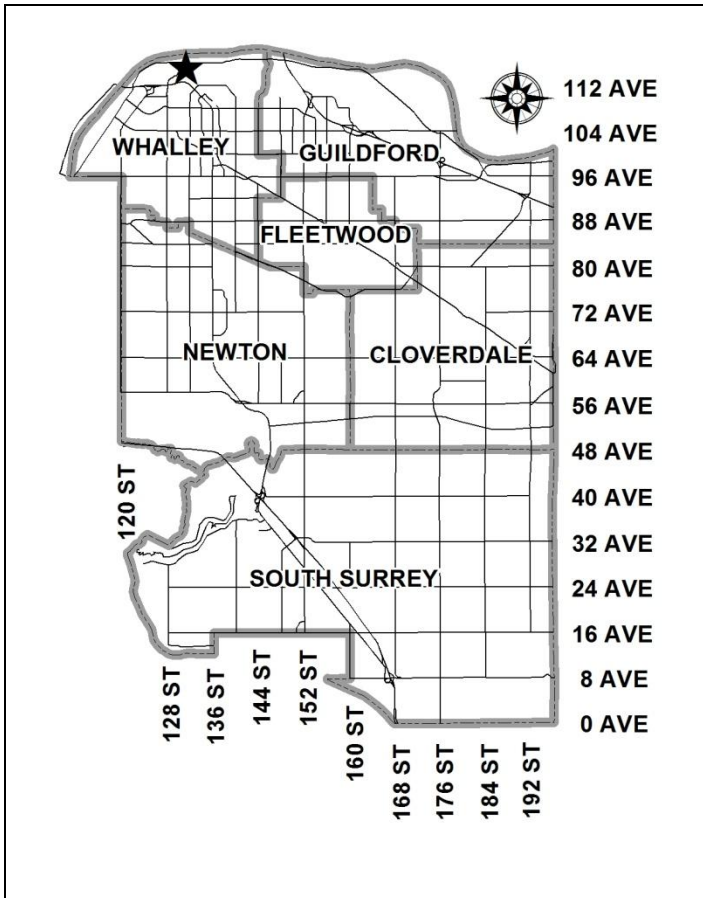 112 AVE
104 AVE
WHALLEY
GUILDFORD
96 AVE
88 AVE
FLEETWOOD
80 AVE
72 AVE
NEWTON
CLOVERDALE
64 AVE
56 AVE
48 AVE
120 ST
40 AVE
32 AVE
SOUTH SURREY
24 AVE
16 AVE
8 AVE
0 AVE
128 ST
136 ST
144 ST
152 ST
160 ST
168 ST
176 ST
184 ST
192 ST